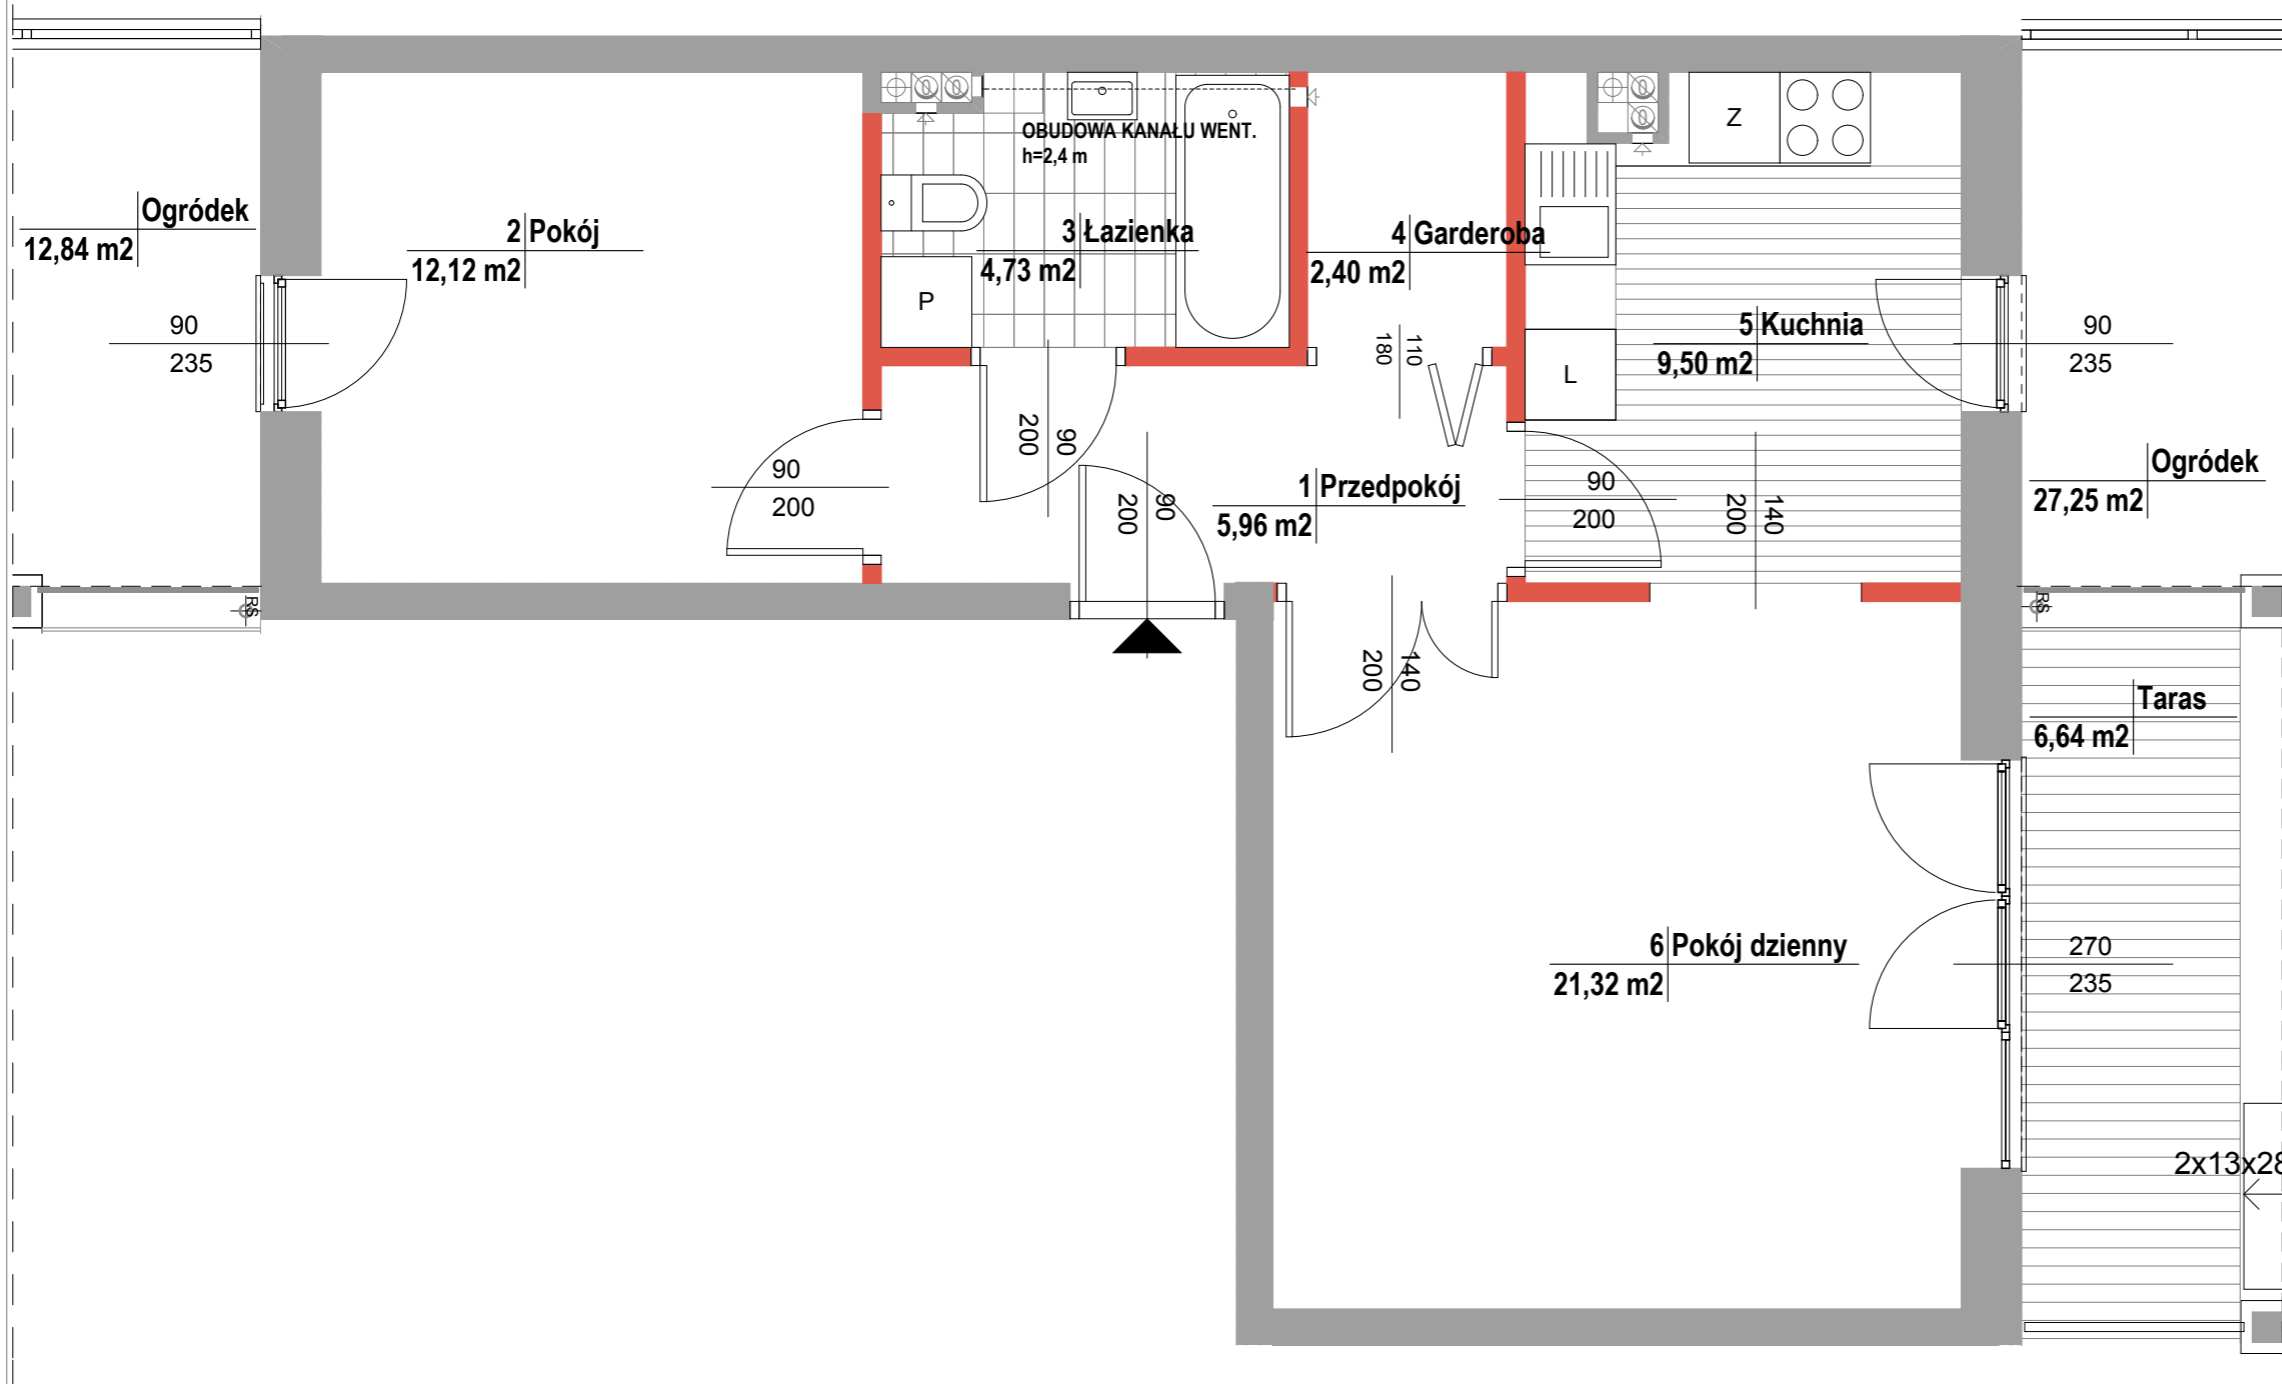 Ogródek
12,84 m2
90
235
2 Pokój
12,12 m2
OBUDOWA KANAŁU WENT.
h=2,4 m
3 Łazienka
4,73 m2
P
4 Garderoba
2,40 m2
110
180
Z
L
5 Kuchnia
9,50 m2
90
235
Ogródek
27,25 m2
90
200
90
200
90
200
1 Przedpokój
5,96 m2
90
200
140
200
140
200
RS
RS
Taras
6,64 m2
6 Pokój dzienny
21,32 m2
270
235
2x13x28